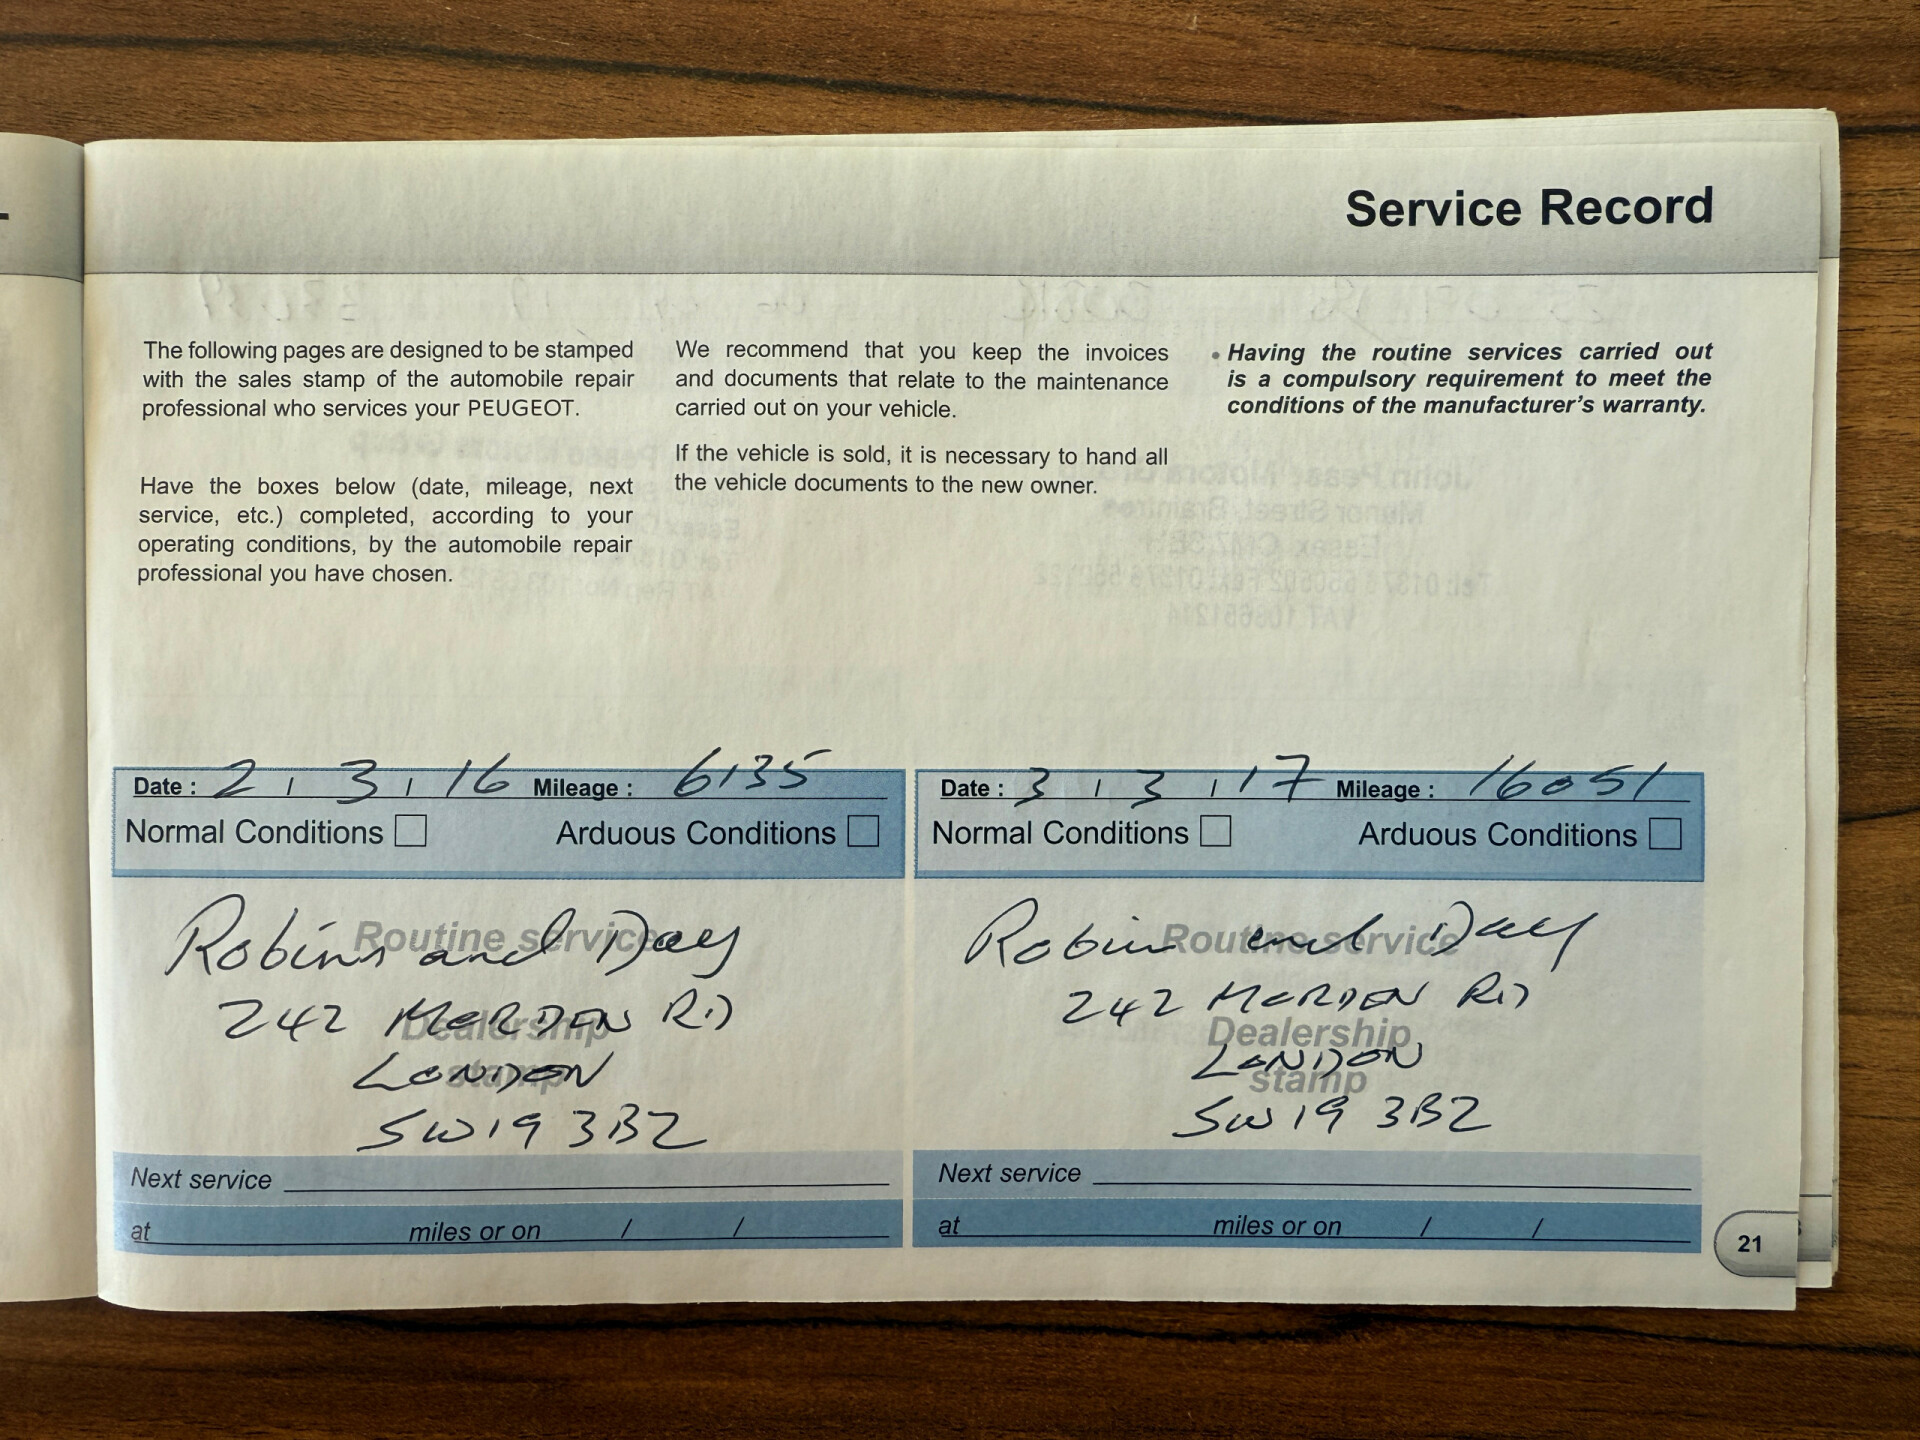 Service Record
The following pages are designed to be stamped
with the sales stamp of the automobile repair
professional who services your PEUGEOT.
Have the boxes below (date, mileage, next
service, etc.) completed, according to your
operating conditions, by the automobile repair
professional you have chosen.
We recommend that you keep the invoices
and documents that relate to the maintenance
carried out on your vehicle.
If the vehicle is sold, it is necessary to hand all
the vehicle documents to the new owner.
• Having the routine services carried out
is a compulsory requirement to meet the
conditions of the manufacturer's warranty.
Date : 2 / 3 / 16 Mileage : 6135
Normal Conditions Arduous Conditions
Routine service
Robins and Day
242 MORDEN RD
Dealership
LONDON
stamp
SW19 3BZ
Next service
at miles or on / /
Date : 3 / 3 / 17 Mileage : 16051
Normal Conditions Arduous Conditions
Routine service
Robin and Day
242 MORDEN RD
Dealership
LONDON
stamp
SW19 3BZ
Next service
at miles or on / /
21